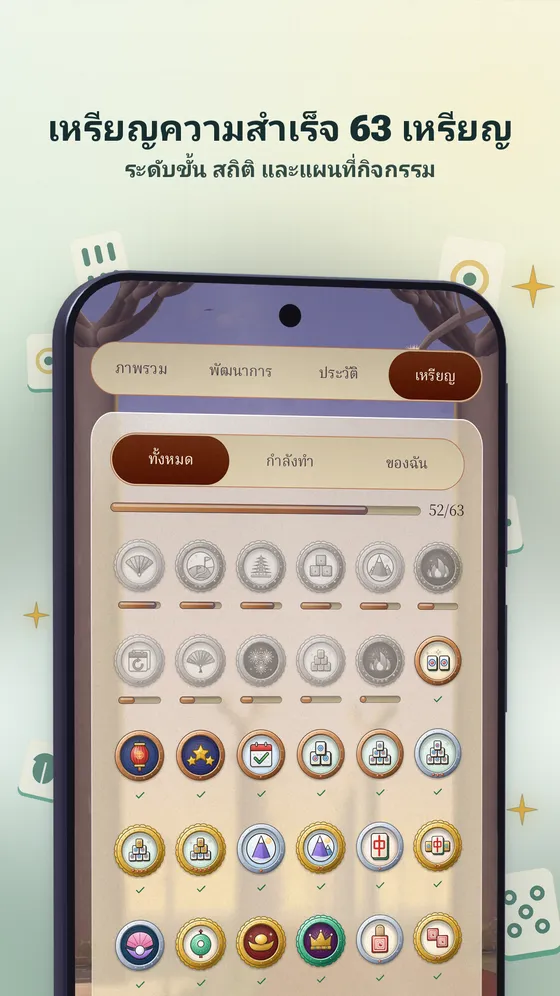 เหรียญความสำเร็จ 63 เหรียญ
ระดับขั้น สถิติ และแผนที่กิจกรรม
ภาพรวม พัฒนาการ ประวัติ เหรียญ
ทั้งหมด กำลังทำ ของฉัน
52/63
中
中